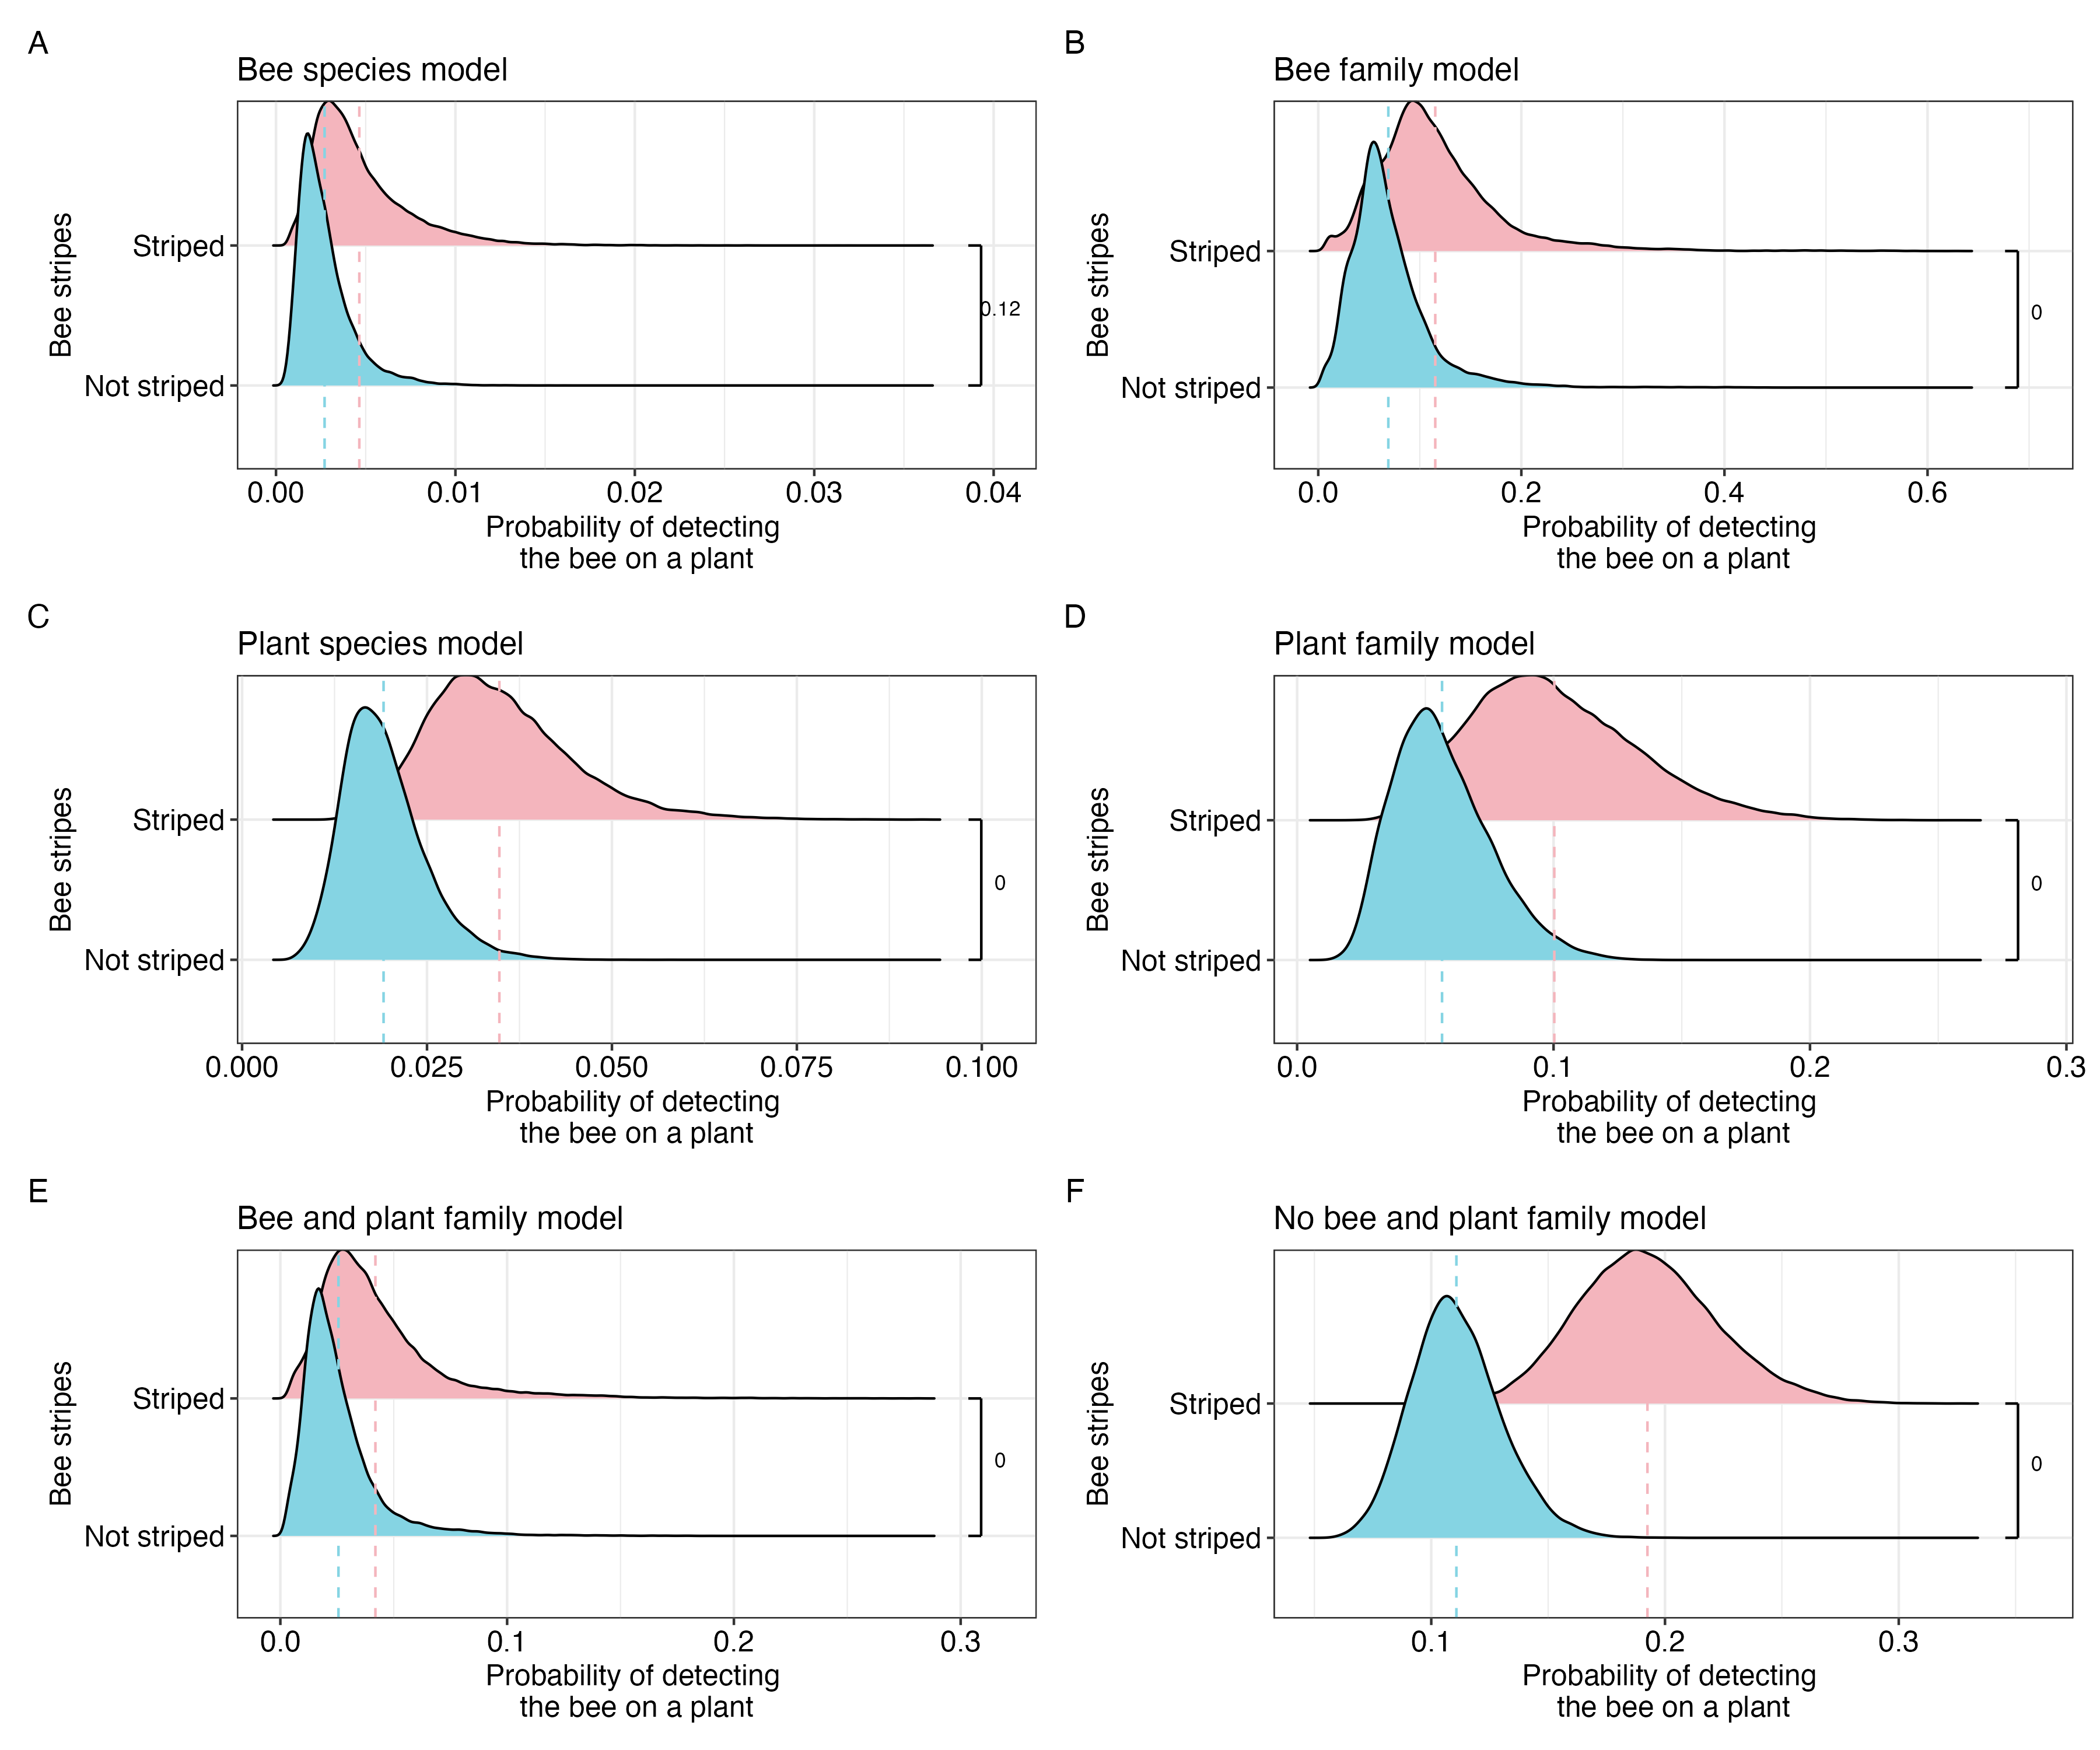 A
Bee species model
Bee stripes
Striped
Not striped
0.12
0.00 0.01 0.02 0.03 0.04
Probability of detecting
the bee on a plant
B
Bee family model
Bee stripes
Striped
Not striped
0
0.0 0.2 0.4 0.6
Probability of detecting
the bee on a plant
C
Plant species model
Bee stripes
Striped
Not striped
0
0.000 0.025 0.050 0.075 0.100
Probability of detecting
the bee on a plant
D
Plant family model
Bee stripes
Striped
Not striped
0
0.0 0.1 0.2 0.3
Probability of detecting
the bee on a plant
E
Bee and plant family model
Bee stripes
Striped
Not striped
0
0.0 0.1 0.2 0.3
Probability of detecting
the bee on a plant
F
No bee and plant family model
Bee stripes
Striped
Not striped
0
0.1 0.2 0.3
Probability of detecting
the bee on a plant